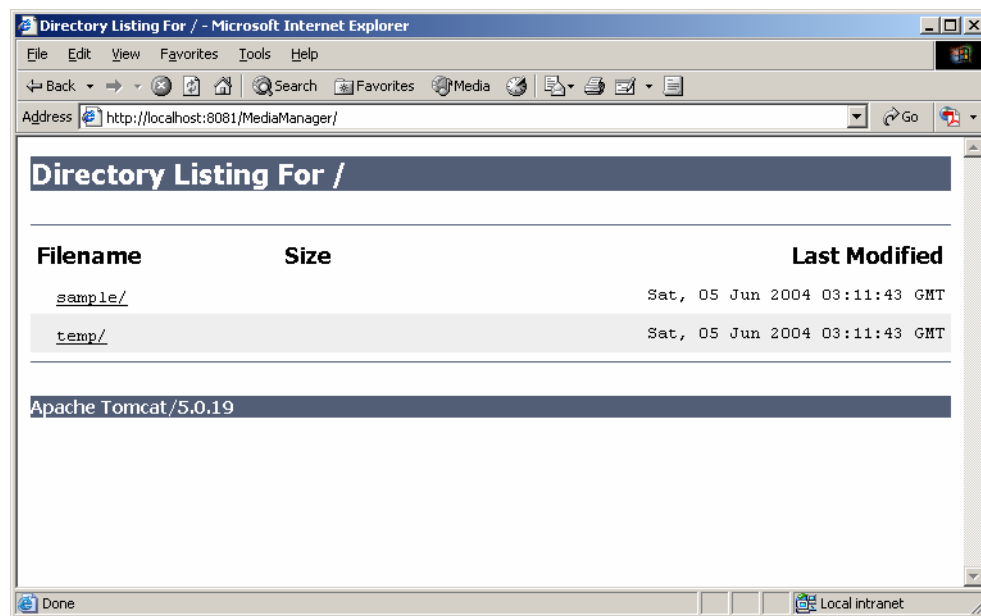 Directory Listing For / - Microsoft Internet Explorer
File Edit View Favorites Tools Help
Back Search Favorites Media
Address http://localhost:8081/MediaManager/ Go
Directory Listing For /
Filename Size Last Modified
sample/ Sat, 05 Jun 2004 03:11:43 GMT
temp/ Sat, 05 Jun 2004 03:11:43 GMT
Apache Tomcat/5.0.19
Done Local intranet